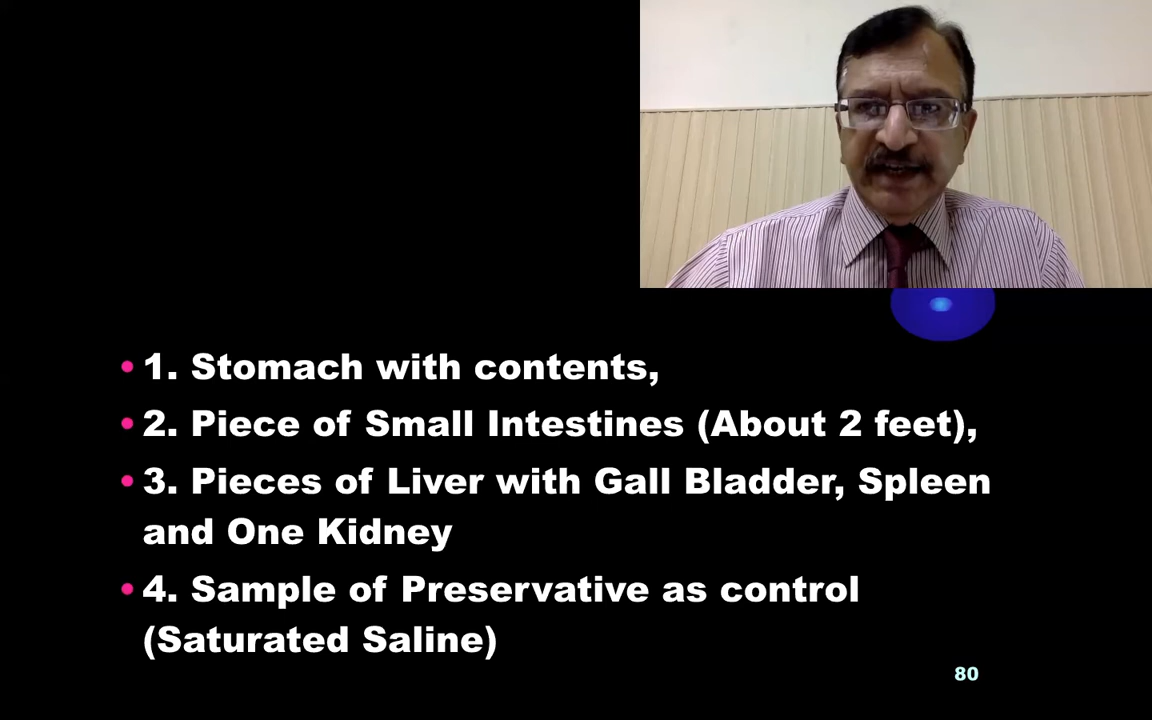 • 1. Stomach with contents,
• 2. Piece of Small Intestines (About 2 feet),
• 3. Pieces of Liver with Gall Bladder, Spleen
and One Kidney
• 4. Sample of Preservative as control
(Saturated Saline)
80